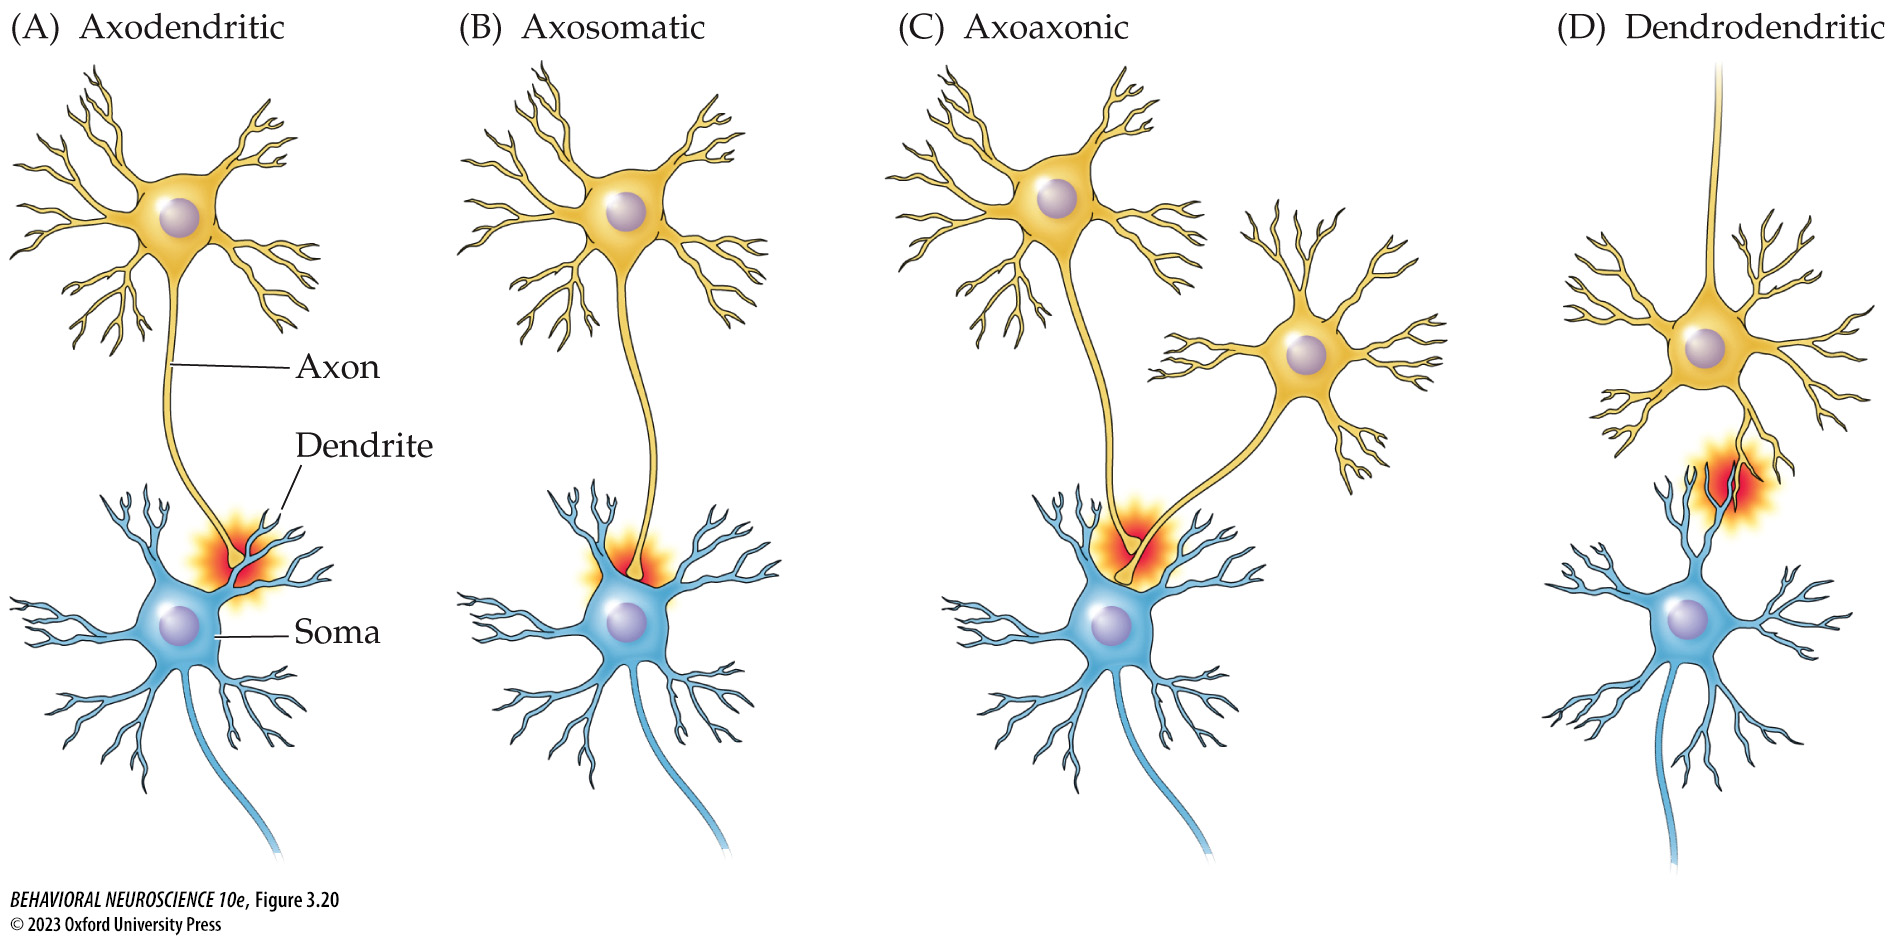 (A) Axodendritic
(B) Axosomatic
(C) Axoaxonic
(D) Dendrodendritic
Axon
Dendrite
Soma
BEHAVIORAL NEUROSCIENCE 10e, Figure 3.20
© 2023 Oxford University Press